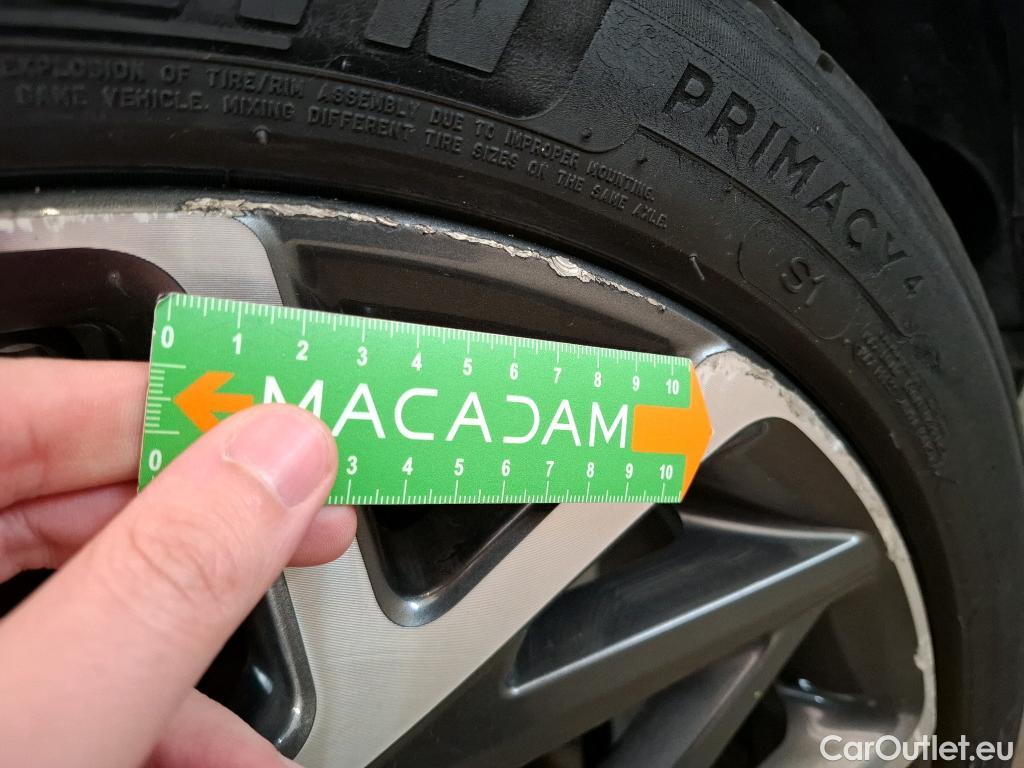 EXPLOSION OF TIRE/RIM ASSEMBLY DUE TO IMPROPER MOUNTING.
SAME VEHICLE. MIXING DIFFERENT TIRE SIZES ON THE SAME AXLE.
PRIMACY 4
S1
0 1 2 3 4 5 6 7 8 9 10
MACADAM
0 3 4 5 6 7 8 9 10
CarOutlet.eu